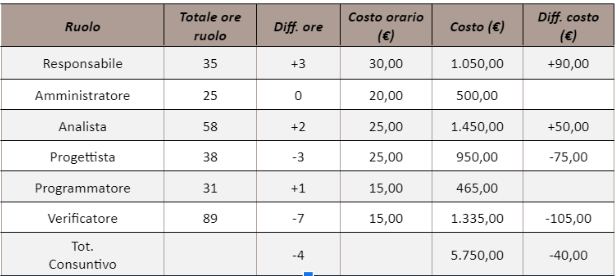 Ruolo Totale ore ruolo Diff. ore Costo orario (€) Costo (€) Diff. costo (€)
Responsabile 35 +3 30,00 1.050,00 +90,00
Amministratore 25 0 20,00 500,00
Analista 58 +2 25,00 1.450,00 +50,00
Progettista 38 -3 25,00 950,00 -75,00
Programmatore 31 +1 15,00 465,00
Verificatore 89 -7 15,00 1.335,00 -105,00
Tot. Consuntivo -4 5.750,00 -40,00